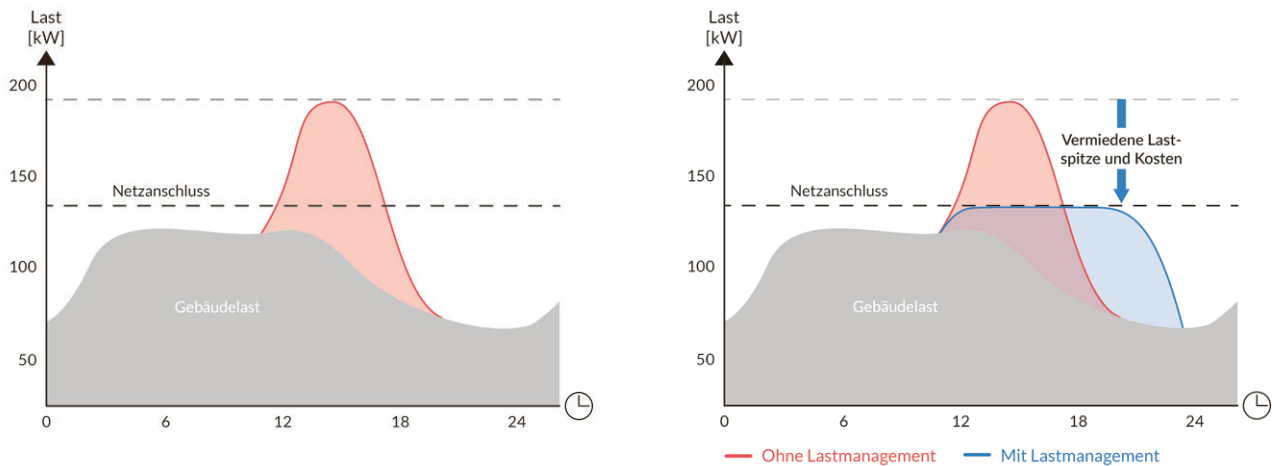 Last
[kW]
200
150
100
50
Netzanschluss
Gebäudelast
0
6
12
18
24
Last
[kW]
200
150
100
50
Netzanschluss
Vermiedene Last-
spitze und Kosten
Gebäudelast
0
6
12
18
24
Ohne Lastmanagement
Mit Lastmanagement